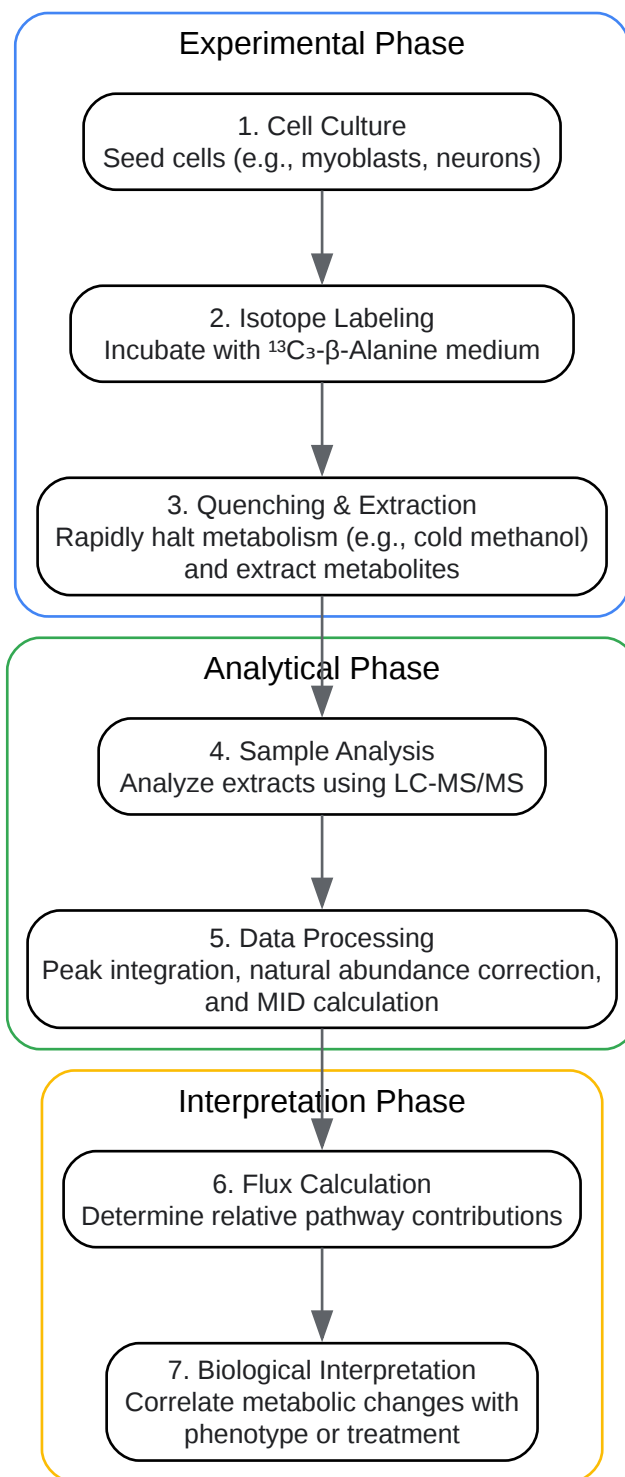 Experimental Phase
1. Cell Culture
Seed cells (e.g., myoblasts, neurons)
2. Isotope Labeling
Incubate with ¹³C₃-β-Alanine medium
3. Quenching & Extraction
Rapidly halt metabolism (e.g., cold methanol)
and extract metabolites
Analytical Phase
4. Sample Analysis
Analyze extracts using LC-MS/MS
5. Data Processing
Peak integration, natural abundance correction,
and MID calculation
Interpretation Phase
6. Flux Calculation
Determine relative pathway contributions
7. Biological Interpretation
Correlate metabolic changes with
phenotype or treatment